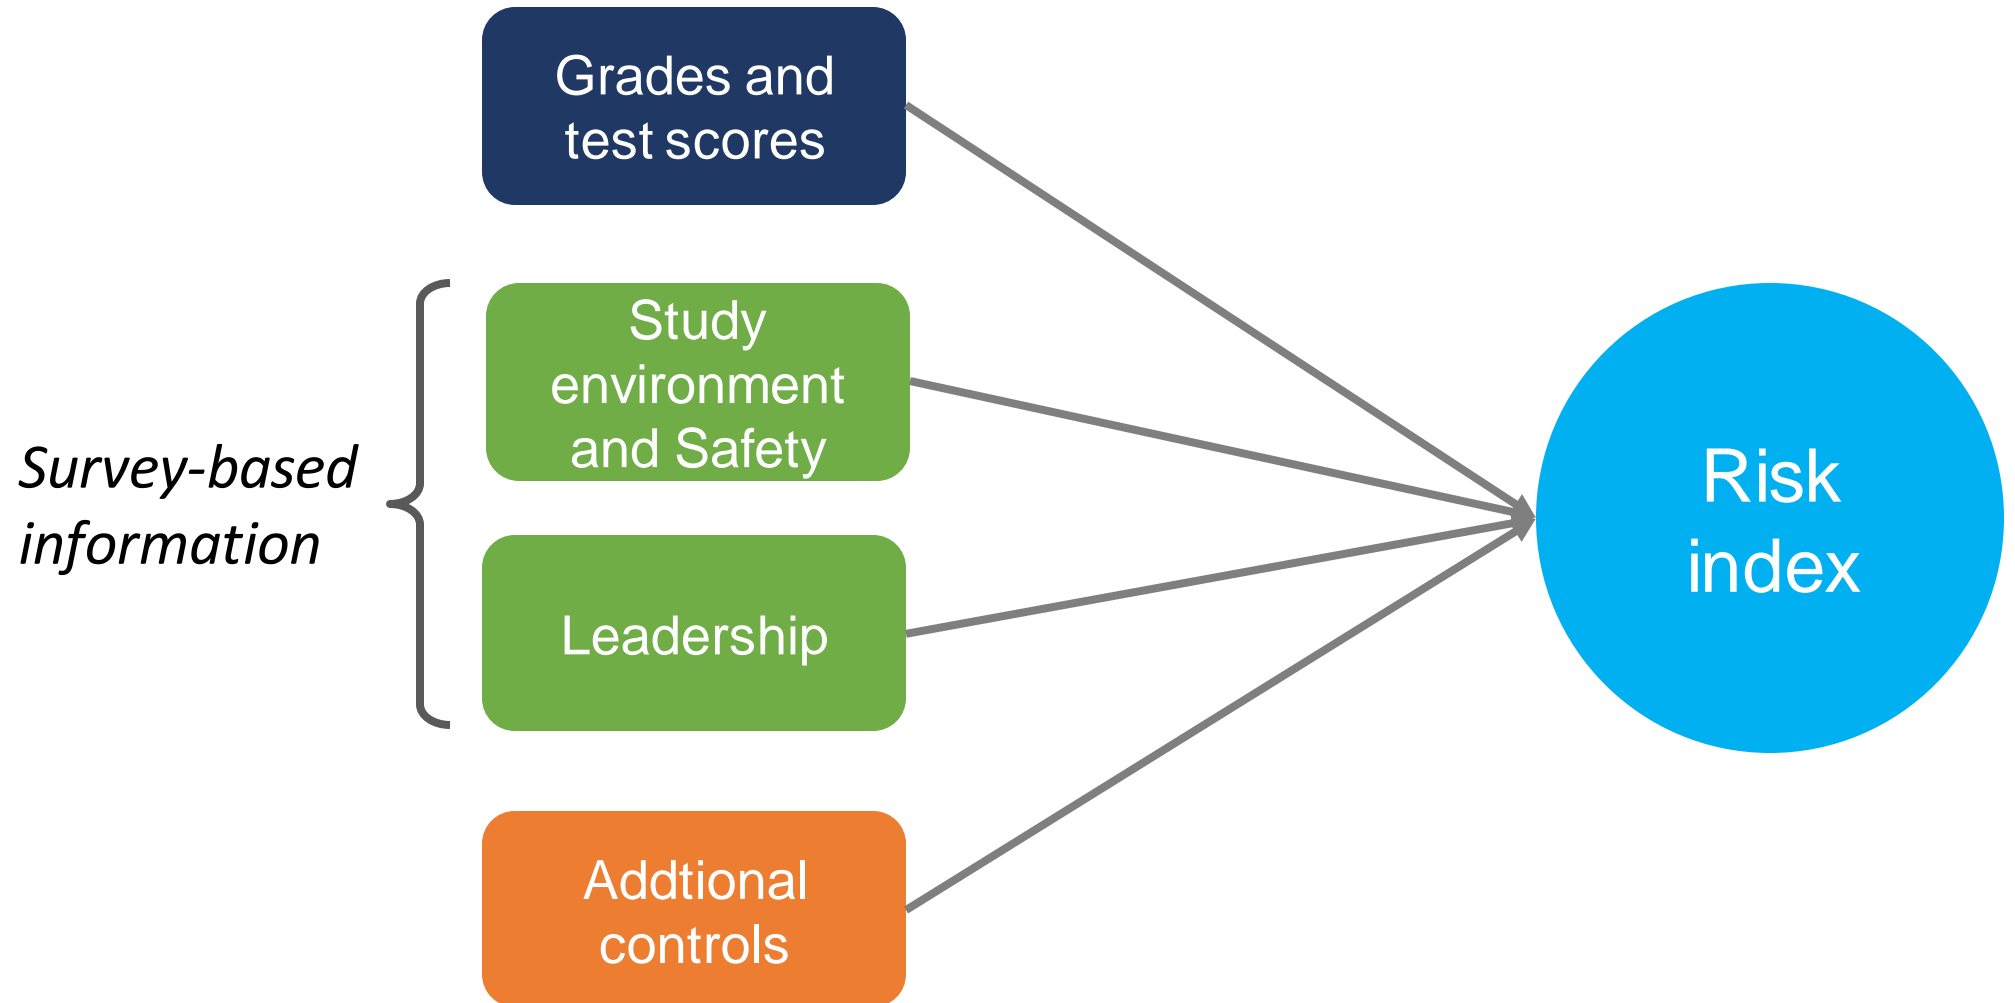 Grades and
test scores
Study
environment
and Safety
Survey-based
information
Leadership
Risk
index
Addtional
controls